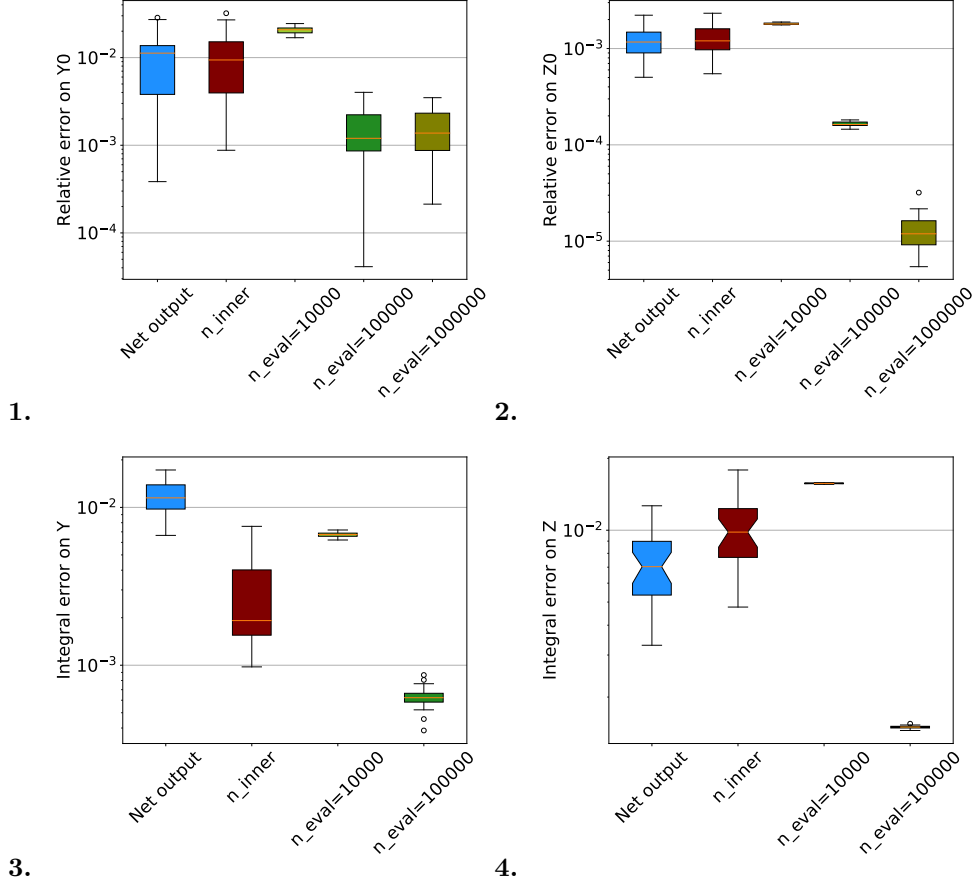 Relative error on Y0
10⁻²
10⁻³
10⁻⁴
Net output
n_inner
n_eval=10000
n_eval=100000
n_eval=1000000
1.
Relative error on Z0
10⁻³
10⁻⁴
10⁻⁵
Net output
n_inner
n_eval=10000
n_eval=100000
n_eval=1000000
2.
Integral error on Y
10⁻²
10⁻³
Net output
n_inner
n_eval=10000
n_eval=100000
3.
Integral error on Z
10⁻²
Net output
n_inner
n_eval=10000
n_eval=100000
4.